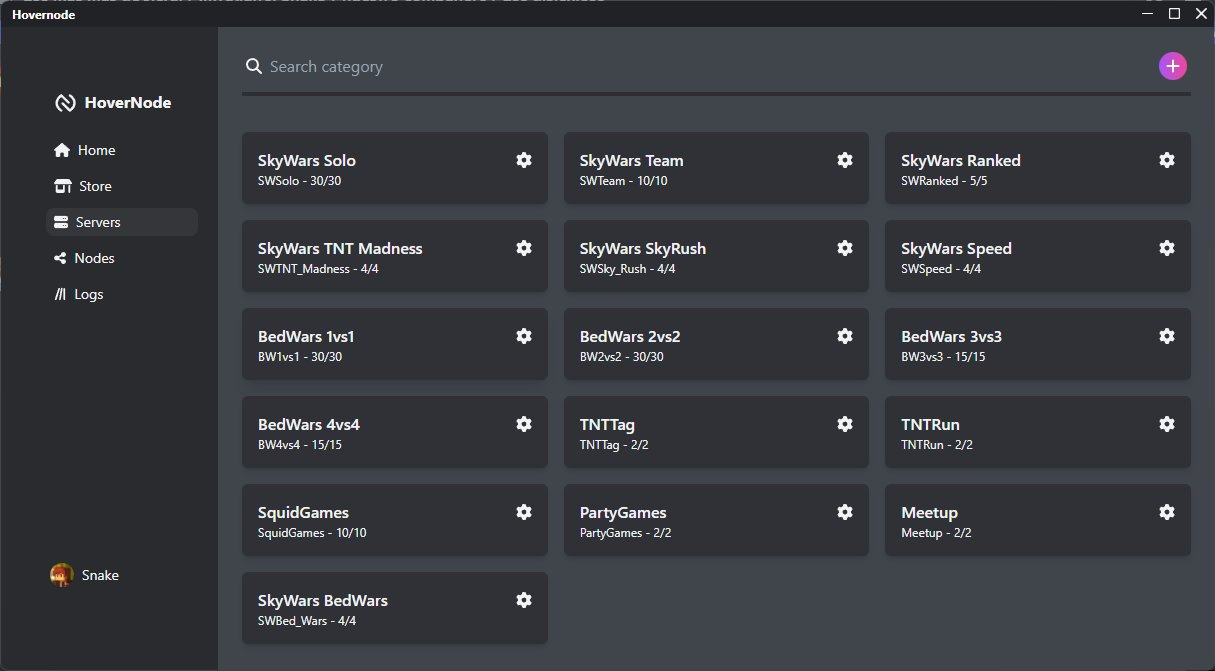 Hovernode
HoverNode
Home
Store
Servers
Nodes
Logs
Snake
Search category
SkyWars Solo
SWSolo - 30/30
SkyWars Team
SWTeam - 10/10
SkyWars Ranked
SWRanked - 5/5
SkyWars TNT Madness
SWTNT_Madness - 4/4
SkyWars SkyRush
SWSky_Rush - 4/4
SkyWars Speed
SWSpeed - 4/4
BedWars 1vs1
BW1vs1 - 30/30
BedWars 2vs2
BW2vs2 - 30/30
BedWars 3vs3
BW3vs3 - 15/15
BedWars 4vs4
BW4vs4 - 15/15
TNTTag
TNTTag - 2/2
TNTRun
TNTRun - 2/2
SquidGames
SquidGames - 10/10
PartyGames
PartyGames - 2/2
Meetup
Meetup - 2/2
SkyWars BedWars
SWBed_Wars - 4/4